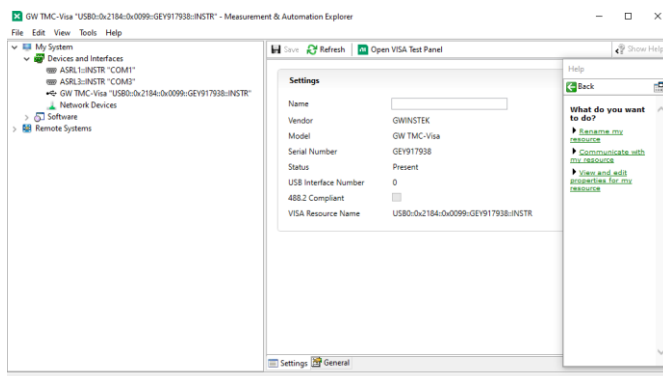 GW TMC-Visa "USB0::0x2184::0x0099::GEY917938::INSTR" - Measurement & Automation Explorer
File Edit View Tools Help
My System
Devices and Interfaces
ASRL1::INSTR "COM1"
ASRL3::INSTR "COM3"
GW TMC-Visa "USB0::0x2184::0x0099::GEY917938::INSTR"
Network Devices
Software
Remote Systems
Save Refresh Open VISA Test Panel Show Help
Settings
Name
Vendor GWINSTEK
Model GW TMC-Visa
Serial Number GEY917938
Status Present
USB Interface Number 0
488.2 Compliant
VISA Resource Name USB0::0x2184::0x0099::GEY917938::INSTR
Settings General
Help
Back
What do you want
to do?
Rename my
resource
Communicate with
my resource
View and edit
properties for my
resource